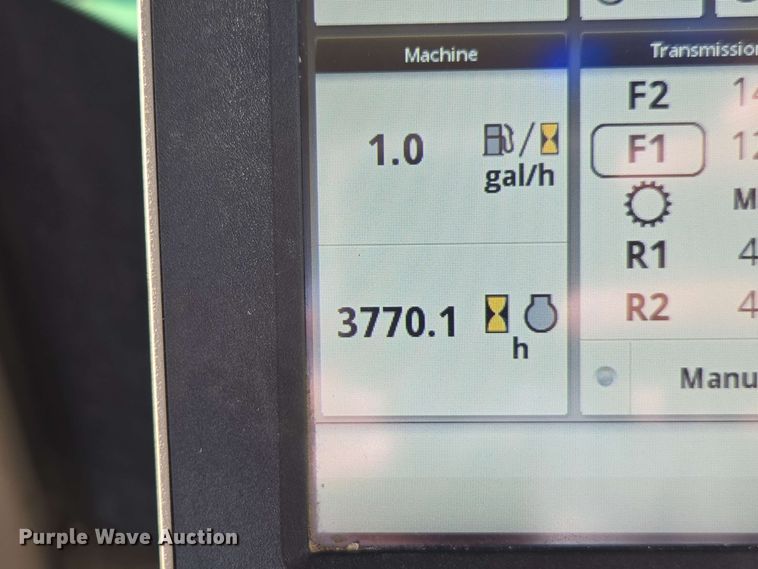 Machine
Transmission
1.0
gal/h
F2
F1
R1
R2
3770.1
h
Purple Wave Auction